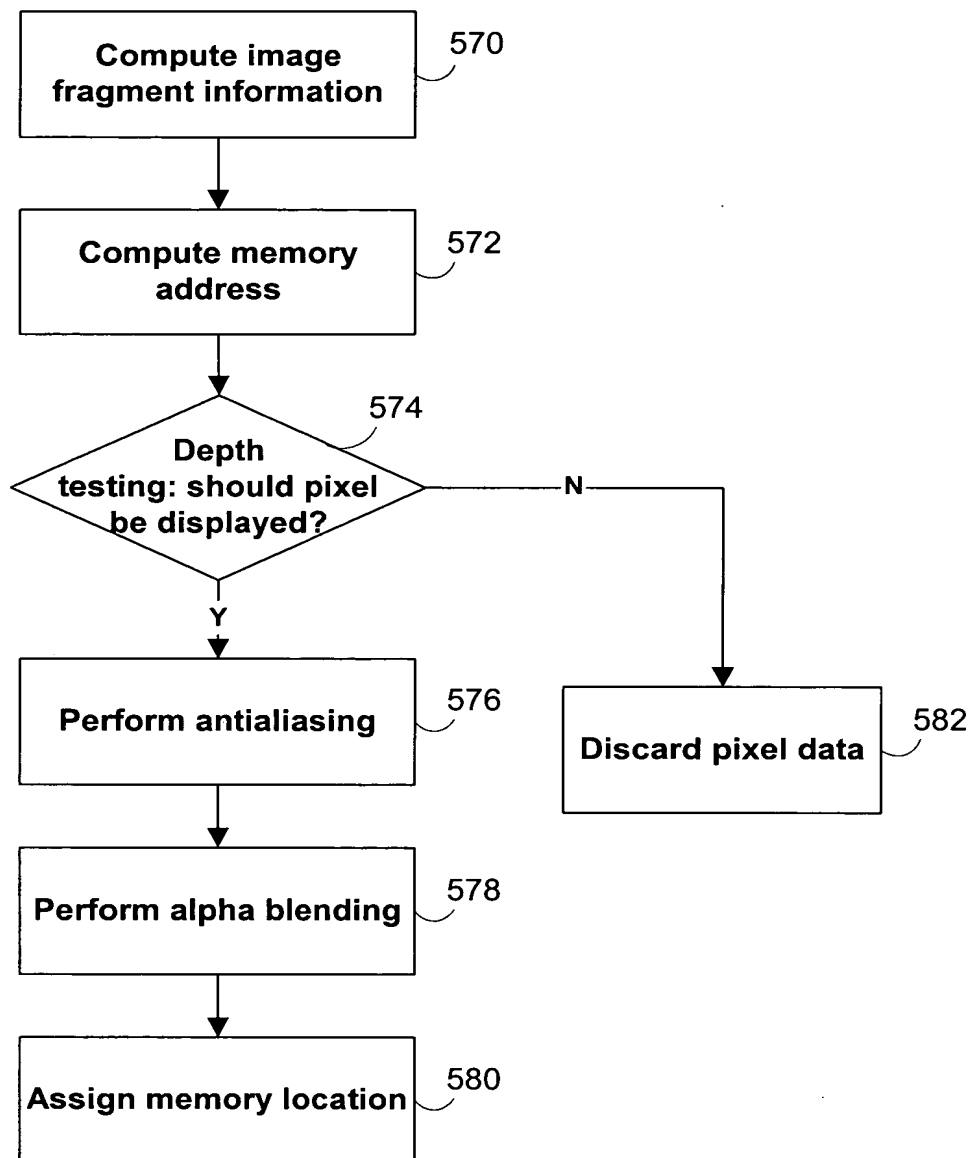 Compute image
fragment information
570
Compute memory
address
572
Depth
testing: should pixel
be displayed?
574
N
Y
Perform antialiasing
576
Discard pixel data
582
Perform alpha blending
578
Assign memory location
580